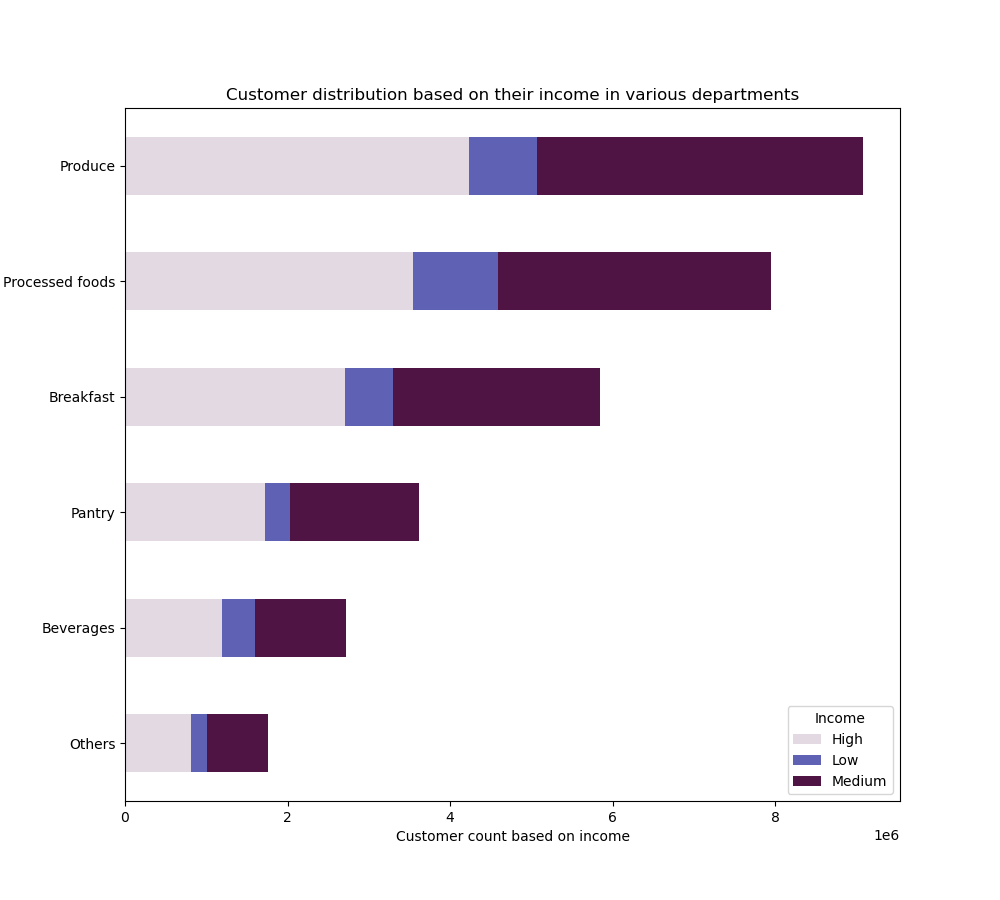 Customer distribution based on their income in various departments
Produce
Processed foods
Breakfast
Pantry
Beverages
Others
Income
High
Low
Medium
0 2 4 6 8
1e6
Customer count based on income